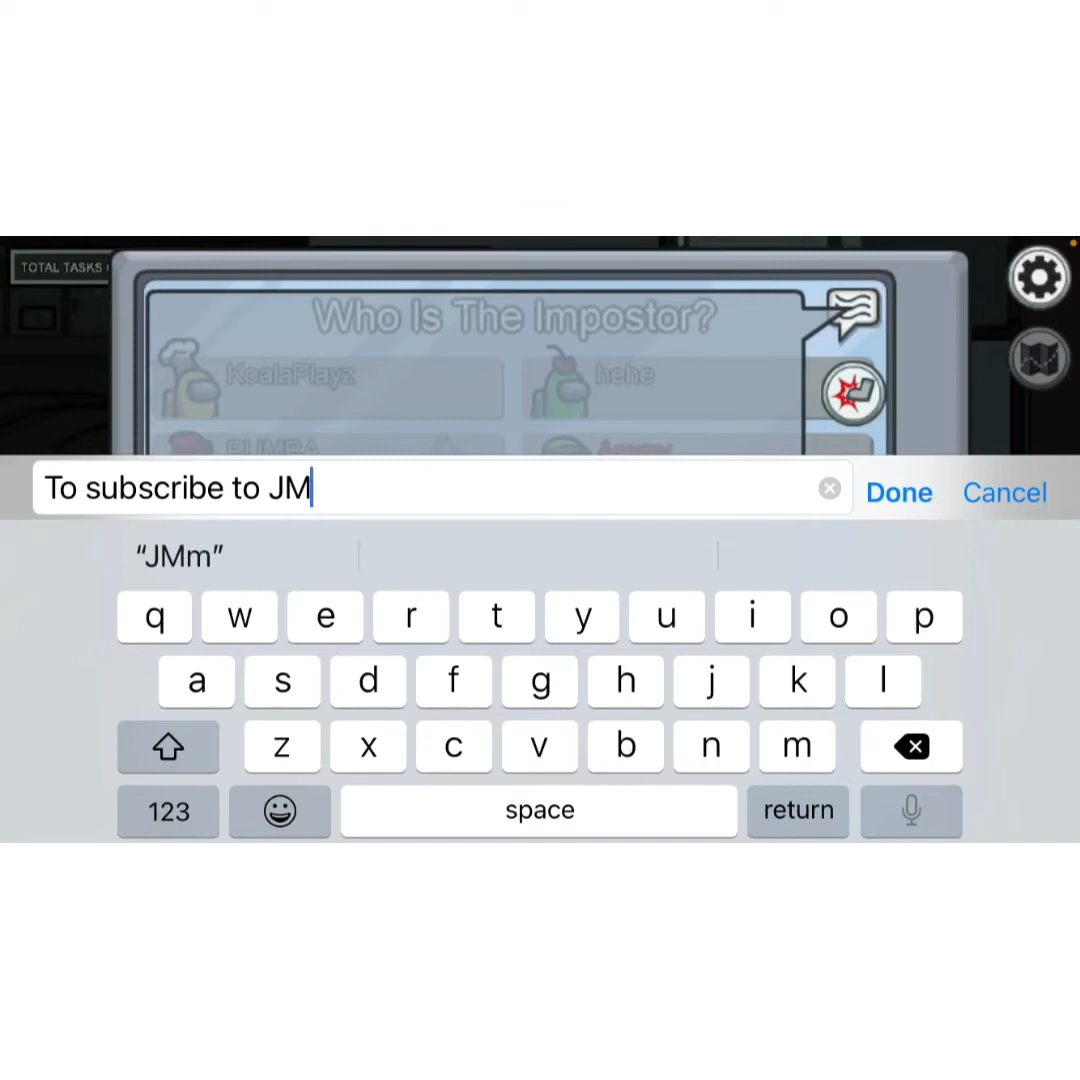 TOTAL TASKS
Who Is The Impostor?
KoalaPlayz
hehe
To subscribe to JM
Done
Cancel
“JMm”
q w e r t y u i o p
a s d f g h j k l
z x c v b n m
123
space
return